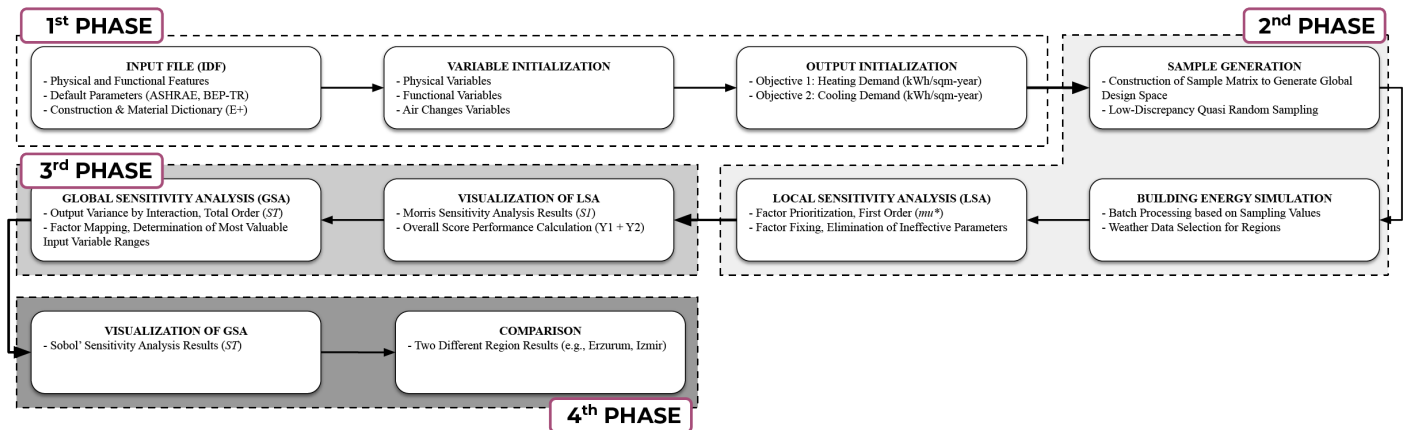 1st PHASE
INPUT FILE (IDF)
- Physical and Functional Features
- Default Parameters (ASHRAE, BEP-TR)
- Construction & Material Dictionary (E+)
VARIABLE INITIALIZATION
- Physical Variables
- Functional Variables
- Air Changes Variables
OUTPUT INITIALIZATION
- Objective 1: Heating Demand (kWh/sqm-year)
- Objective 2: Cooling Demand (kWh/sqm-year)
2nd PHASE
SAMPLE GENERATION
- Construction of Sample Matrix to Generate Global
Design Space
- Low-Discrepancy Quasi Random Sampling
BUILDING ENERGY SIMULATION
- Batch Processing based on Sampling Values
- Weather Data Selection for Regions
LOCAL SENSITIVITY ANALYSIS (LSA)
- Factor Prioritization, First Order (mu*)
- Factor Fixing, Elimination of Ineffective Parameters
3rd PHASE
VISUALIZATION OF LSA
- Morris Sensitivity Analysis Results (S1)
- Overall Score Performance Calculation (Y1 + Y2)
GLOBAL SENSITIVITY ANALYSIS (GSA)
- Output Variance by Interaction, Total Order (ST)
- Factor Mapping, Determination of Most Valuable
Input Variable Ranges
VISUALIZATION OF GSA
- Sobol' Sensitivity Analysis Results (ST)
COMPARISON
- Two Different Region Results (e.g., Erzurum, Izmir)
4th PHASE